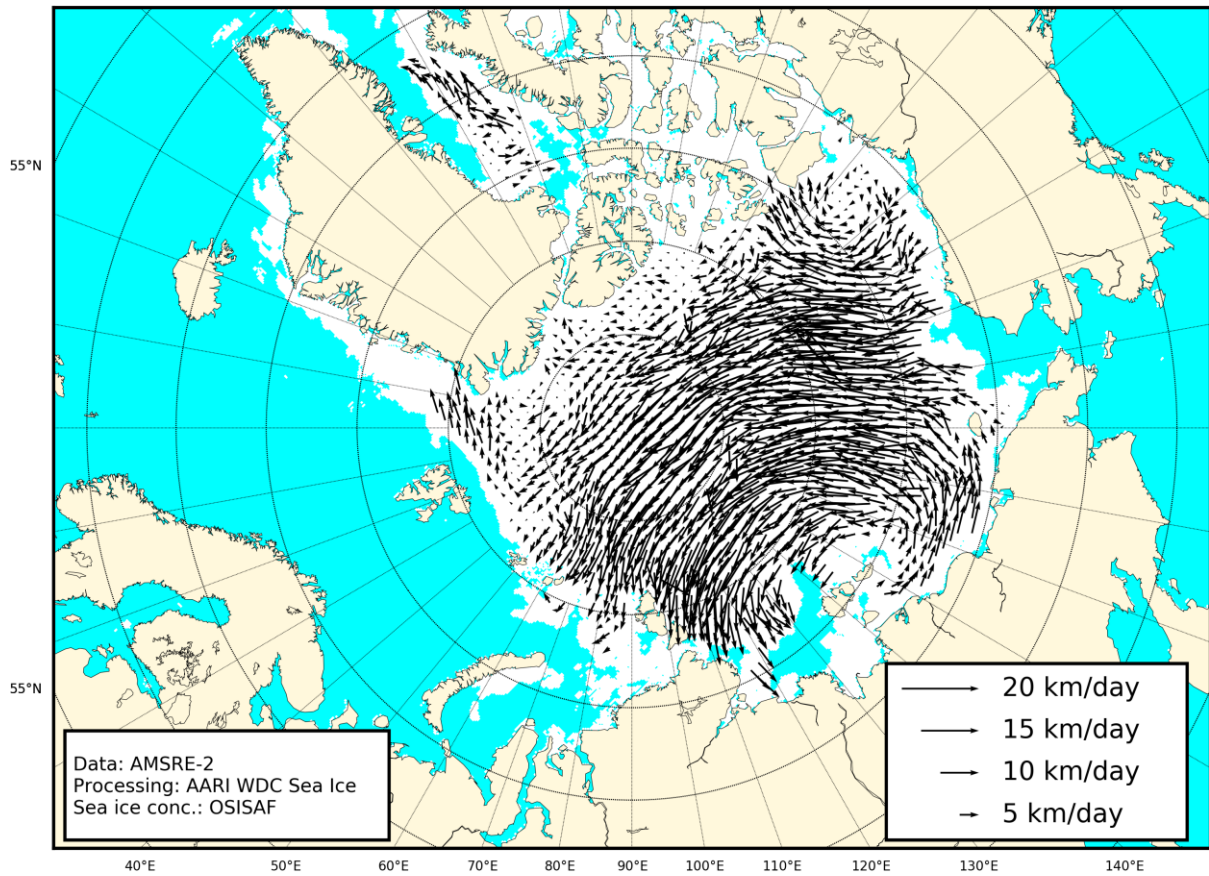 55°N
55°N
Data: AMSRE-2
Processing: AARI WDC Sea Ice
Sea ice conc.: OSISAF
20 km/day
15 km/day
10 km/day
5 km/day
40°E 50°E 60°E 70°E 80°E 90°E 100°E 110°E 120°E 130°E 140°E